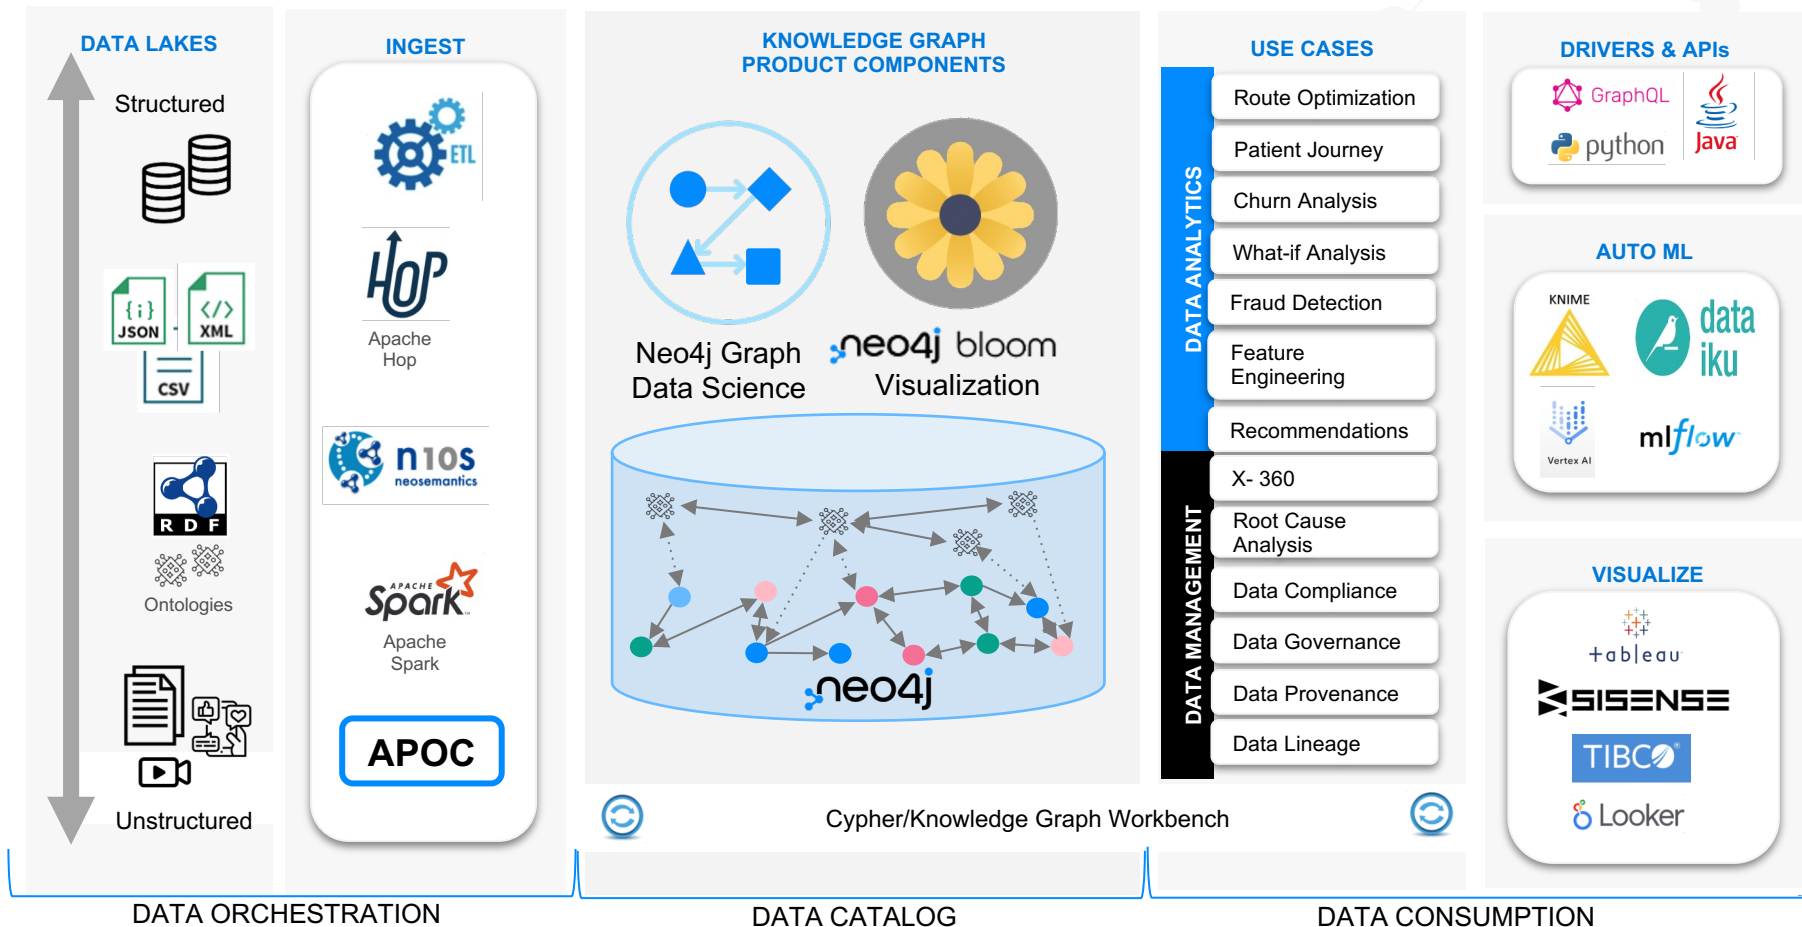 DATA LAKES
Structured
{i}
JSON
</>
XML
CSV
RDF
Ontologies
Unstructured
INGEST
ETL
HOP
Apache
Hop
n10s
neosemantics
APACHE
Spark
Apache
Spark
APOC
DATA ORCHESTRATION
KNOWLEDGE GRAPH
PRODUCT COMPONENTS
Neo4j Graph
Data Science
neo4j bloom
Visualization
neo4j
Cypher/Knowledge Graph Workbench
DATA CATALOG
USE CASES
DATA ANALYTICS
Route Optimization
Patient Journey
Churn Analysis
What-if Analysis
Fraud Detection
Feature
Engineering
Recommendations
DATA MANAGEMENT
X- 360
Root Cause
Analysis
Data Compliance
Data Governance
Data Provenance
Data Lineage
DRIVERS & APIs
GraphQL
python
Java
AUTO ML
KNIME
data
iku
Vertex AI
mlflow
VISUALIZE
+ableau
SISENSE
TIBCO®
Looker
DATA CONSUMPTION